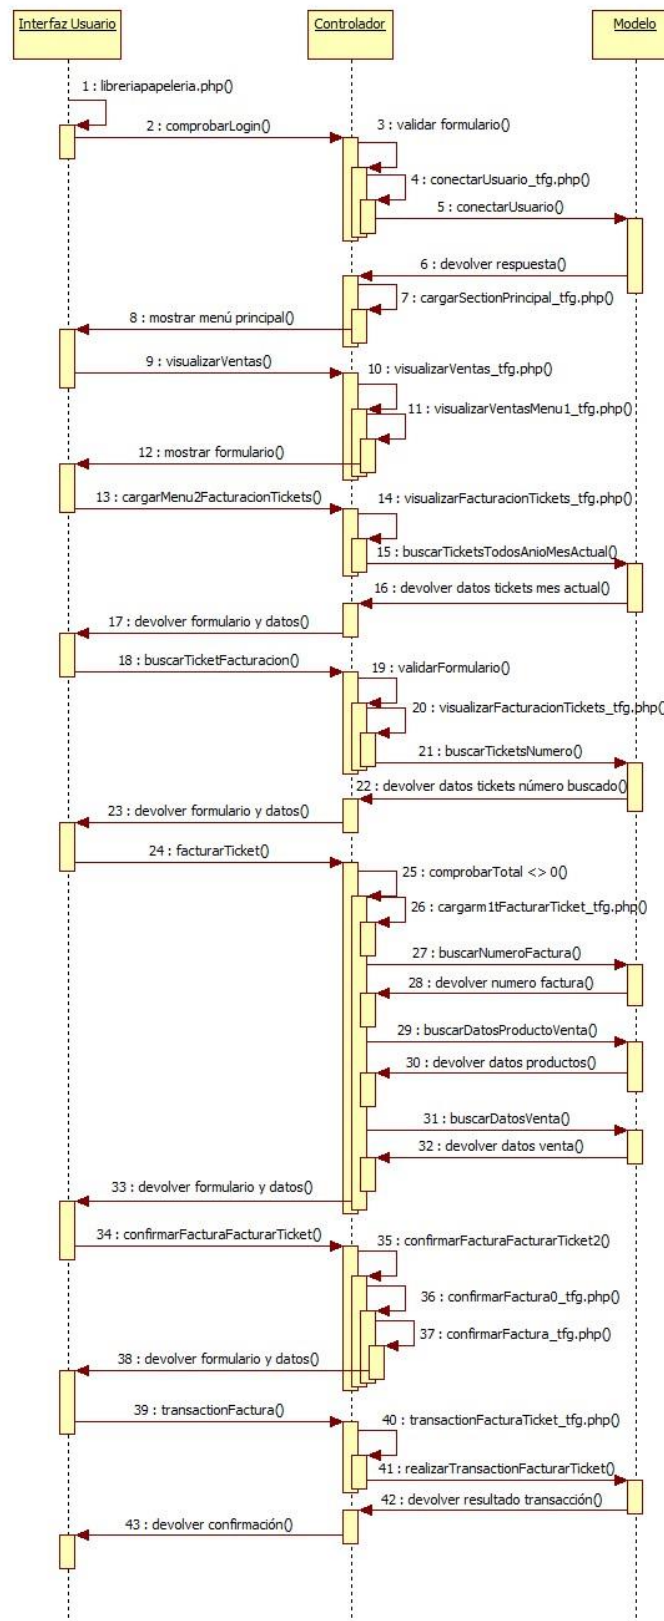 Interfaz Usuario
Controlador
Modelo
1 : libreriapapeleria.php()
2 : comprobarLogin()
3 : validar formulario()
4 : conectarUsuario_tfg.php()
5 : conectarUsuario()
6 : devolver respuesta()
7 : cargarSectionPrincipal_tfg.php()
8 : mostrar menú principal()
9 : visualizarVentas()
10 : visualizarVentas_tfg.php()
11 : visualizarVentasMenu1_tfg.php()
12 : mostrar formulario()
13 : cargarMenu2FacturacionTickets()
14 : visualizarFacturacionTickets_tfg.php()
15 : buscarTicketsTodosAnioMesActual()
16 : devolver datos tickets mes actual()
17 : devolver formulario y datos()
18 : buscarTicketFacturacion()
19 : validarFormulario()
20 : visualizarFacturacionTickets_tfg.php()
21 : buscarTicketsNumero()
22 : devolver datos tickets número buscado()
23 : devolver formulario y datos()
24 : facturarTicket()
25 : comprobarTotal <> 0()
26 : cargarm1tFacturarTicket_tfg.php()
27 : buscarNumeroFactura()
28 : devolver numero factura()
29 : buscarDatosProductoVenta()
30 : devolver datos productos()
31 : buscarDatosVenta()
32 : devolver datos venta()
33 : devolver formulario y datos()
34 : confirmarFacturaFacturarTicket()
35 : confirmarFacturaFacturarTicket2()
36 : confirmarFactura0_tfg.php()
37 : confirmarFactura_tfg.php()
38 : devolver formulario y datos()
39 : transactionFactura()
40 : transactionFacturaTicket_tfg.php()
41 : realizarTransactionFacturarTicket()
42 : devolver resultado transacción()
43 : devolver confirmación()